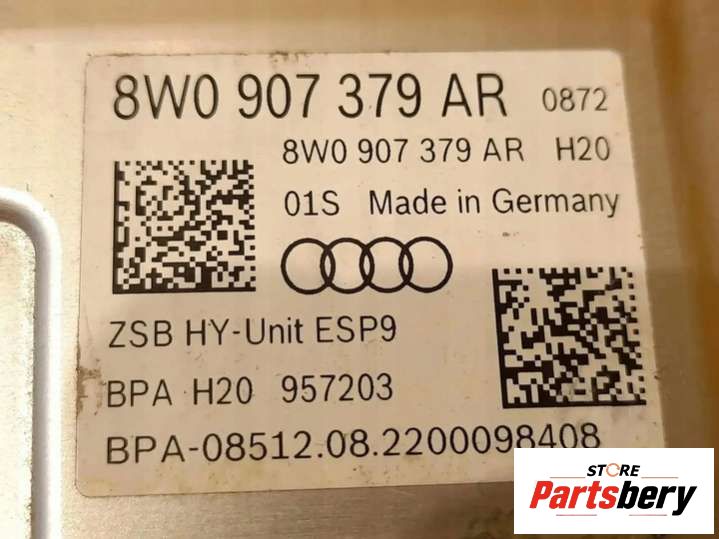 8W0 907 379 AR 0872
8W0 907 379 AR H20
01S Made in Germany
ZSB HY-Unit ESP9
BPA H20 957203
BPA-08512.08.2200098408
STORE
Partsbery